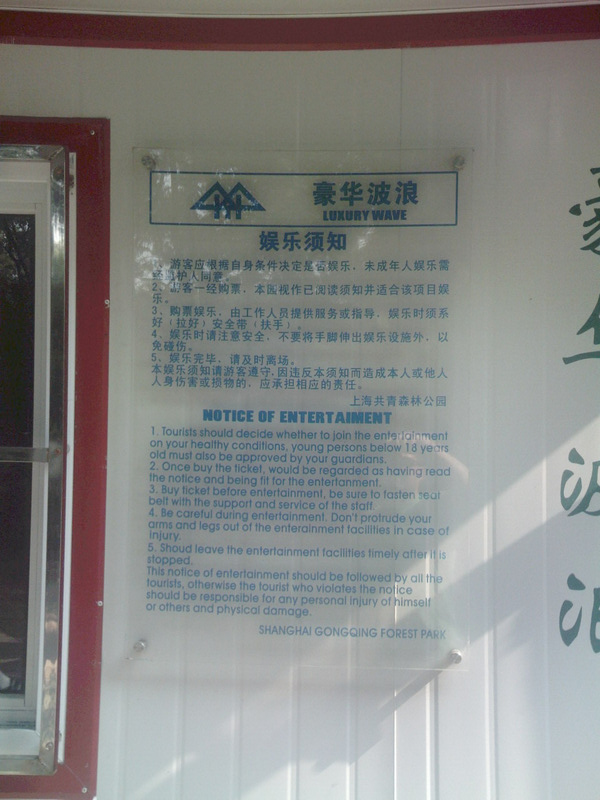 豪华波浪
LUXURY WAVE
娱乐须知
1、游客应根据自身条件决定是否娱乐，未成年人娱乐需
经监护人同意。
2、游客一经购票，本园视作已阅读须知并适合该项目娱
乐。
3、购票娱乐，由工作人员提供服务或指导，娱乐时须系
好（拉好）安全带（扶手）。
4、娱乐时请注意安全，不要将手脚伸出娱乐设施外，以
免碰伤。
5、娱乐完毕，请及时离场。
本娱乐须知请游客遵守，因违反本须知而造成本人或他人
人身伤害或损物的，应承担相应的责任。
上海共青森林公园
NOTICE OF ENTERTAIMENT
1. Tourists should decide whether to join the entertainment
on your healthy conditions, young persons below 18 years
old must also be approved by your guardians.
2. Once buy the ticket, would be regarded as having read
the notice and being fit for the entertanment.
3. Buy ticket before entertainment, be sure to fasten seat
belt with the support and service of the staff.
4. Be careful during entertainment. Don't protrude your
arms and legs out of the enterainment facilities in case of
injury.
5. Shoud leave the entertainment facilities timely after it is
stopped.
This notice of entertainment should be followed by all the
tourists, otherwise the tourist who violates the notice
should be responsible for any personal injury of himself
or others and physical damage.
SHANGHAI GONGQING FOREST PARK
豪
华
波
浪